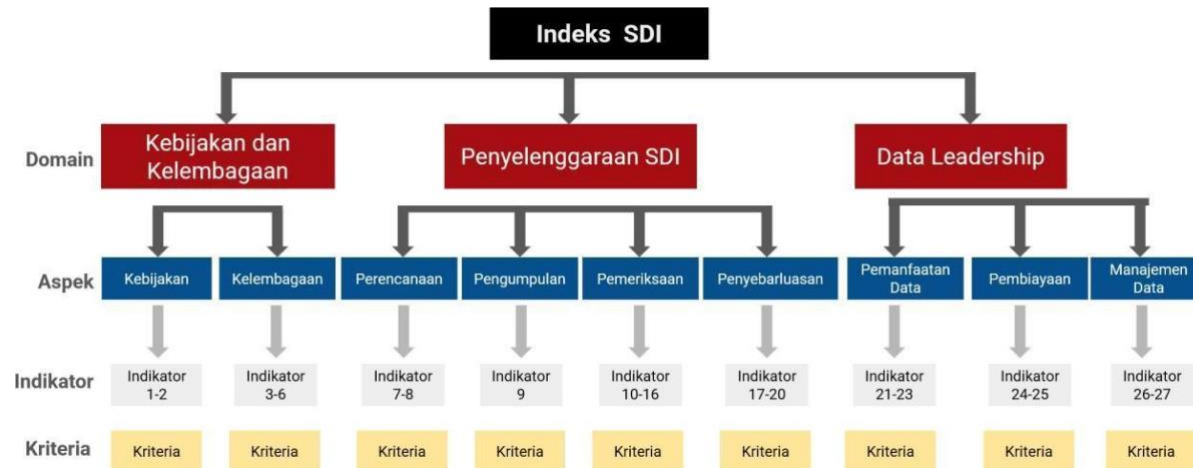 Indeks SDI
Domain
Kebijakan dan
Kelembagaan
Penyelenggaraan SDI
Data Leadership
Aspek
Kebijakan
Kelembagaan
Perencanaan
Pengumpulan
Pemeriksaan
Penyebarluasan
Pemanfaatan
Data
Pembiayaan
Manajemen
Data
Indikator
Indikator
1-2
Indikator
3-6
Indikator
7-8
Indikator
9
Indikator
10-16
Indikator
17-20
Indikator
21-23
Indikator
24-25
Indikator
26-27
Kriteria
Kriteria
Kriteria
Kriteria
Kriteria
Kriteria
Kriteria
Kriteria
Kriteria
Kriteria